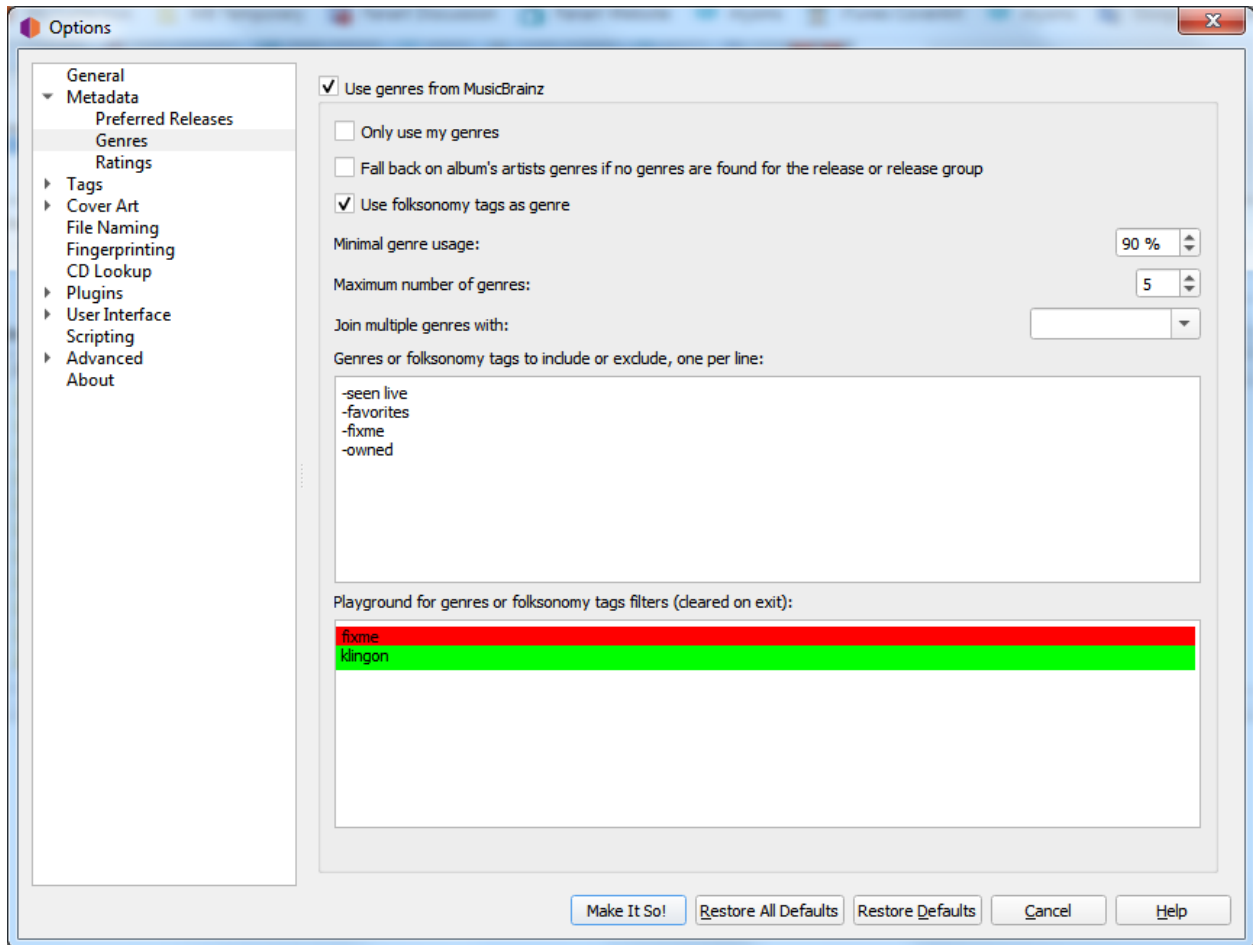 Options
General
Metadata
Preferred Releases
Genres
Ratings
Tags
Cover Art
File Naming
Fingerprinting
CD Lookup
Plugins
User Interface
Scripting
Advanced
About
Use genres from MusicBrainz
Only use my genres
Fall back on album's artists genres if no genres are found for the release or release group
Use folksonomy tags as genre
Minimal genre usage: 90 %
Maximum number of genres: 5
Join multiple genres with:
Genres or folksonomy tags to include or exclude, one per line:
-seen live
-favorites
-fixme
-owned
Playground for genres or folksonomy tags filters (cleared on exit):
fixme
klingon
Make It So! Restore All Defaults Restore Defaults Cancel Help